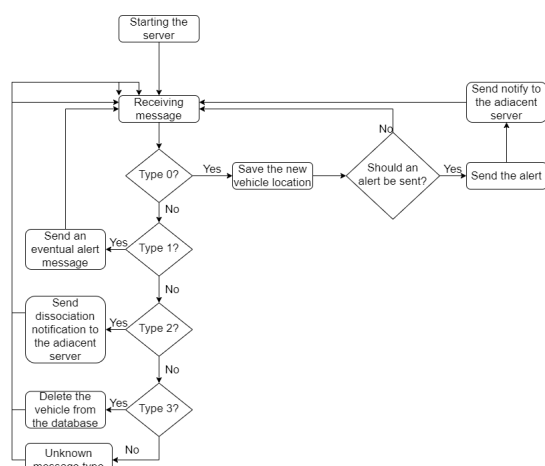 Starting the
server
Receiving
message
Send notify to
the adiacent
server
No
Type 0?
Yes
Save the new
vehicle location
Should an
alert be sent?
Yes
Send the alert
No
Send an
eventual alert
message
Yes
Type 1?
No
Send
dissociation
notification to
the adiacent
server
Yes
Type 2?
No
Delete the
vehicle from
the database
Yes
Type 3?
No
Unknown
message type